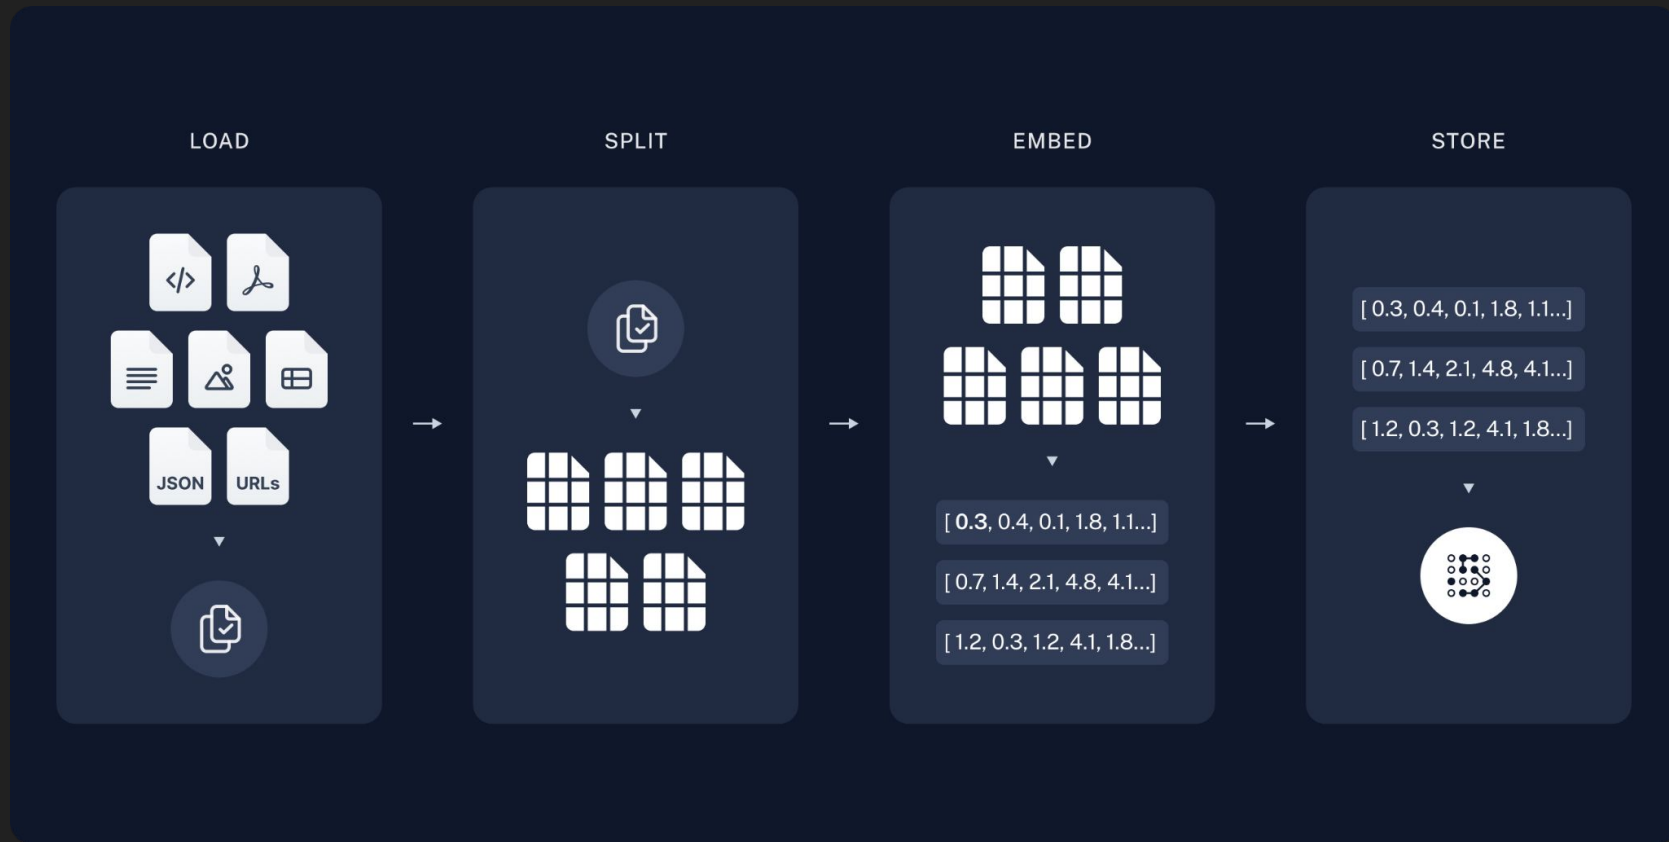 LOAD
SPLIT
EMBED
STORE
JSON
URLs
[ 0.3, 0.4, 0.1, 1.8, 1.1...]
[ 0.7, 1.4, 2.1, 4.8, 4.1...]
[ 1.2, 0.3, 1.2, 4.1, 1.8...]
[ 0.3, 0.4, 0.1, 1.8, 1.1...]
[ 0.7, 1.4, 2.1, 4.8, 4.1...]
[ 1.2, 0.3, 1.2, 4.1, 1.8...]